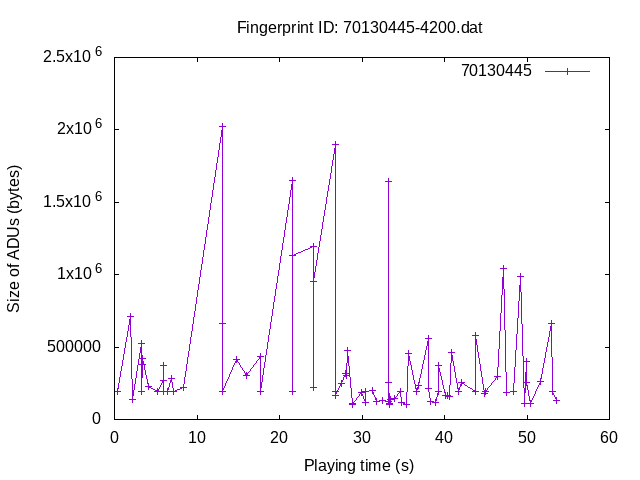 Fingerprint ID: 70130445-4200.dat
2.5x10 6
70130445
2x10 6
1.5x10 6
1x10 6
500000
0
0 10 20 30 40 50 60
Size of ADUs (bytes)
Playing time (s)